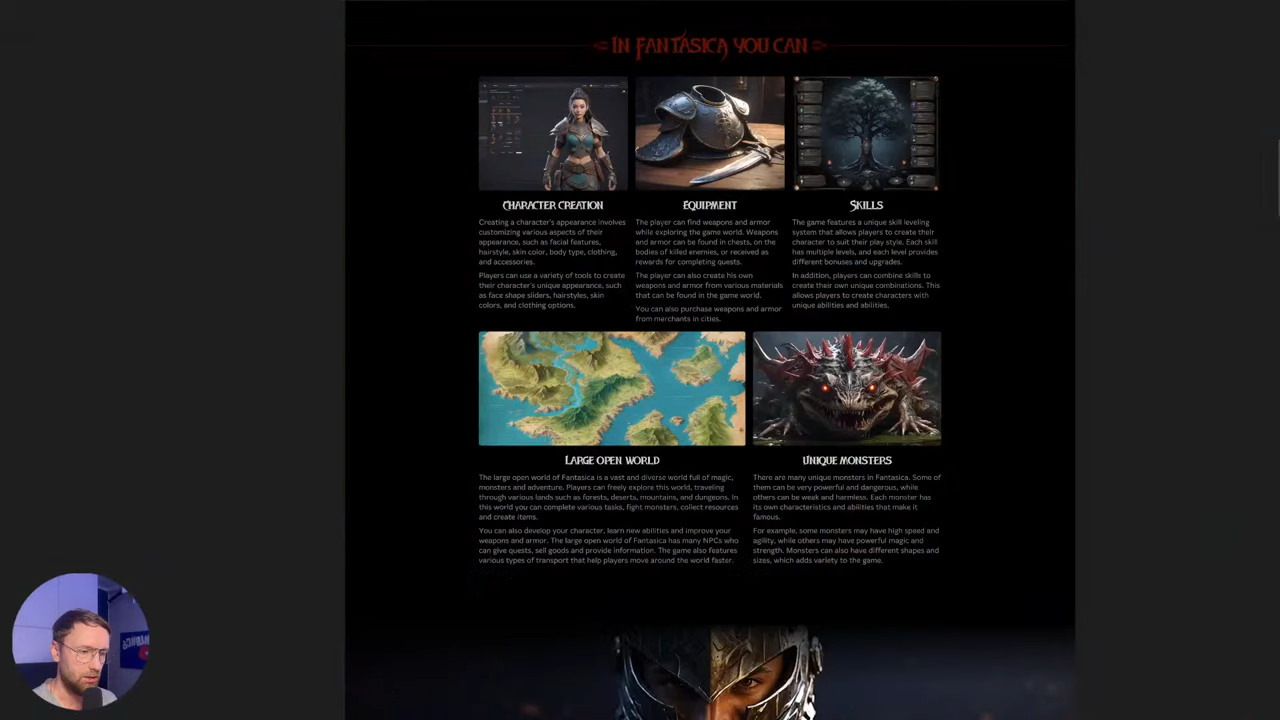 IN FANTASICA YOU CAN
CHARACTER CREATION
Creating a character's appearance involves
customizing various aspects of their
appearance, such as facial features,
hairstyle, skin color, body type, clothing,
and accessories.
Players can use a variety of tools to create
their character's unique appearance, such
as face shape sliders, hairstyles, skin
colors, and clothing options.
EQUIPMENT
The player can find weapons and armor
while exploring the game world. Weapons
and armor can be found in chests, on the
bodies of killed enemies, or received as
rewards for completing quests.
The player can also create his own
weapons and armor from various materials
that can be found in the game world.
You can also purchase weapons and armor
from merchants in cities.
SKILLS
The game features a unique skill leveling
system that allows players to create their
character to suit their play style. Each skill
has multiple levels, and each level provides
different bonuses and upgrades.
In addition, players can combine skills to
create their own unique combinations. This
allows players to create characters with
unique abilities and abilities.
LARGE OPEN WORLD
The large open world of Fantasica is a vast and diverse world full of magic,
monsters and adventure. Players can freely explore this world, traveling
through various lands such as forests, deserts, mountains, and dungeons. In
this world you can complete various tasks, fight monsters, collect resources
and create items.
You can also develop your character, learn new abilities and improve your
weapons and armor. The large open world of Fantasica has many NPCs who
can give quests, sell goods and provide information. The game also features
various types of transport that help players move around the world faster.
UNIQUE MONSTERS
There are many unique monsters in Fantasica. Some of
them can be very powerful and dangerous, while
others can be weak and harmless. Each monster has
its own characteristics and abilities that make it
famous.
For example, some monsters may have high speed and
agility, while others may have powerful magic and
strength. Monsters can also have different shapes and
sizes, which adds variety to the game.